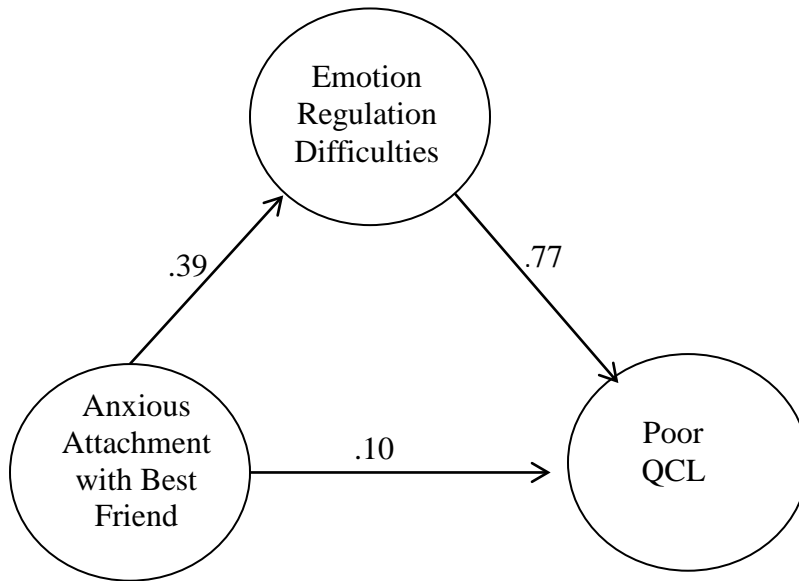 Emotion
Regulation
Difficulties
.39
.77
Anxious
Attachment
with Best
Friend
.10
Poor
QCL